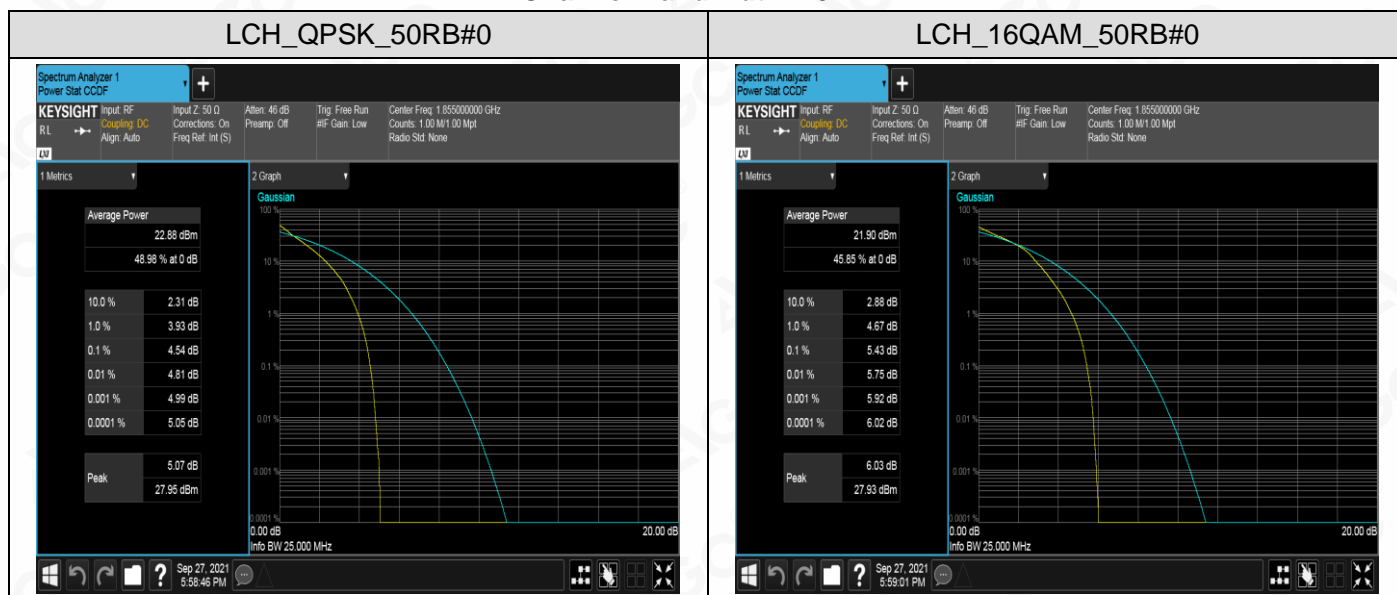 LCH_QPSK_50RB#0
LCH_16QAM_50RB#0
Spectrum Analyzer 1
Power Stat CCDF
+
KEYSIGHT
RL
Input: RF
Coupling: DC
Align: Auto
Input Z: 50 Ω
Corrections: On
Freq Ref: Int (S)
Atten: 46 dB
Preamp: Off
Trig: Free Run
#IF Gain: Low
Center Freq: 1.855000000 GHz
Counts: 1.00 M/1.00 Mpt
Radio Std: None
1 Metrics
Average Power
22.88 dBm
48.98 % at 0 dB
10.0 % 2.31 dB
1.0 % 3.93 dB
0.1 % 4.54 dB
0.01 % 4.81 dB
0.001 % 4.99 dB
0.0001 % 5.05 dB
Peak 5.07 dB
27.95 dBm
2 Graph
Gaussian
100 %
10 %
1 %
0.1 %
0.01 %
0.001 %
0.0001 %
0.00 dB 20.00 dB
Info BW 25.000 MHz
?
Sep 27, 2021
5:58:46 PM
Spectrum Analyzer 1
Power Stat CCDF
+
KEYSIGHT
RL
Input: RF
Coupling: DC
Align: Auto
Input Z: 50 Ω
Corrections: On
Freq Ref: Int (S)
Atten: 46 dB
Preamp: Off
Trig: Free Run
#IF Gain: Low
Center Freq: 1.855000000 GHz
Counts: 1.00 M/1.00 Mpt
Radio Std: None
1 Metrics
Average Power
21.90 dBm
45.85 % at 0 dB
10.0 % 2.88 dB
1.0 % 4.67 dB
0.1 % 5.43 dB
0.01 % 5.75 dB
0.001 % 5.92 dB
0.0001 % 6.02 dB
Peak 6.03 dB
27.93 dBm
2 Graph
Gaussian
100 %
10 %
1 %
0.1 %
0.01 %
0.001 %
0.0001 %
0.00 dB 20.00 dB
Info BW 25.000 MHz
?
Sep 27, 2021
5:59:01 PM